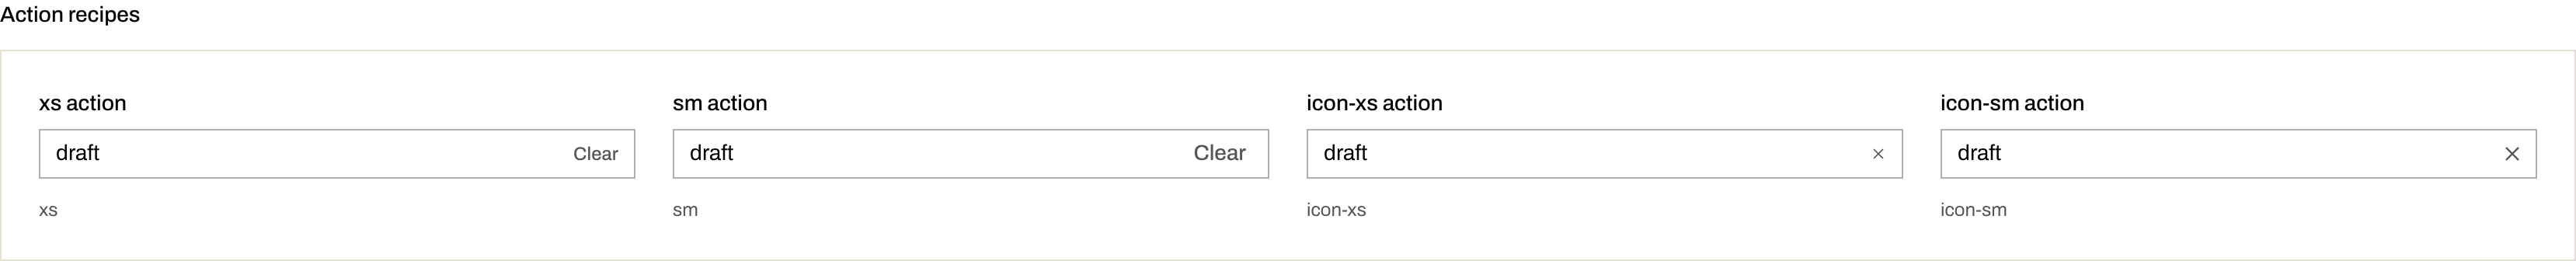 Action recipes
xs action
draft
Clear
xs
sm action
draft
Clear
sm
icon-xs action
draft
icon-xs
icon-sm action
draft
icon-sm